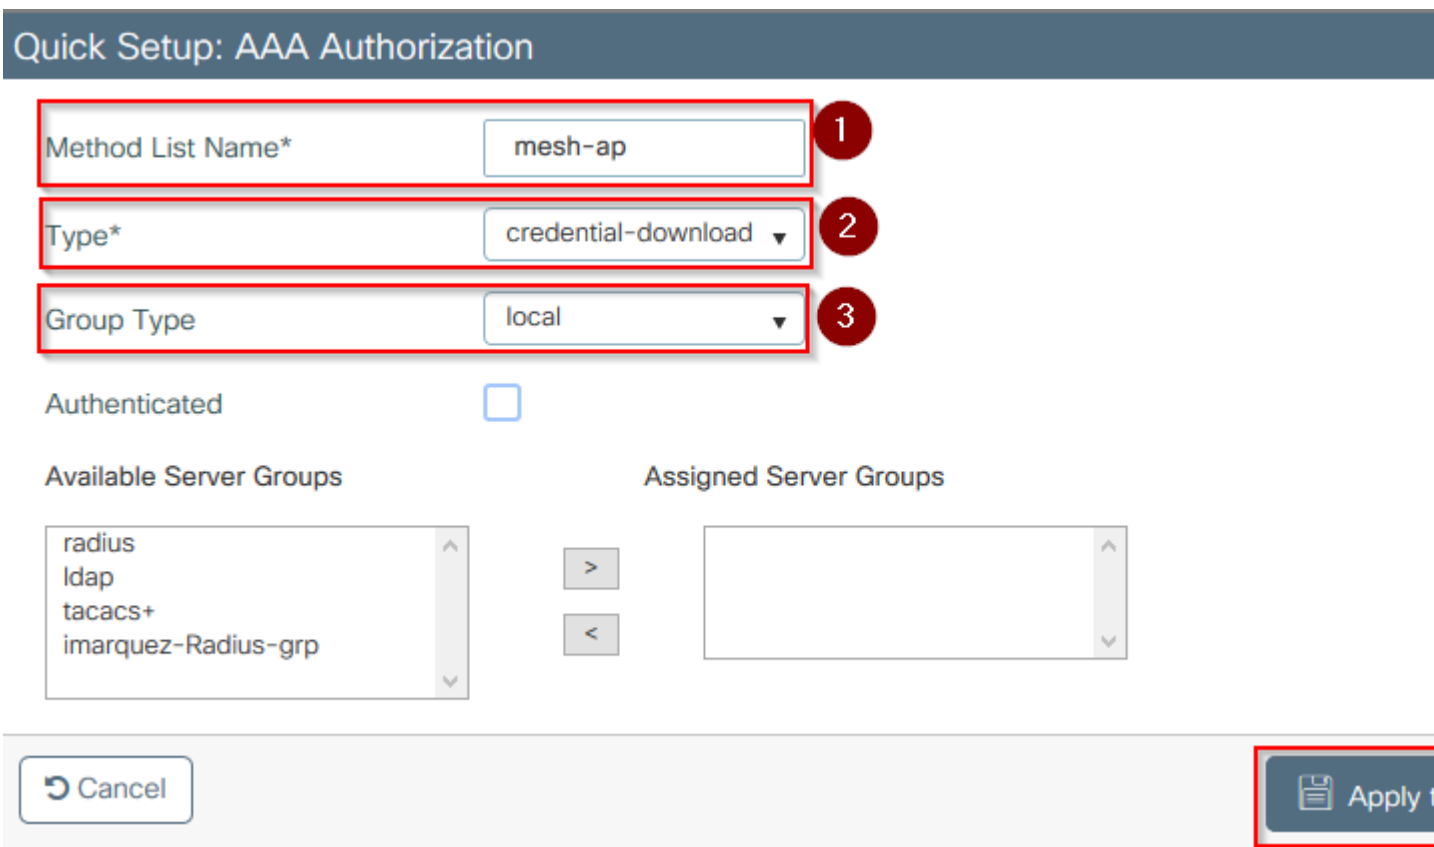 Quick Setup: AAA Authorization
Method List Name*
mesh-ap
1
Type*
credential-download
2
Group Type
local
3
Authenticated
Available Server Groups
Assigned Server Groups
radius
ldap
tacacs+
imarquez-Radius-grp
>
<
Cancel
Apply